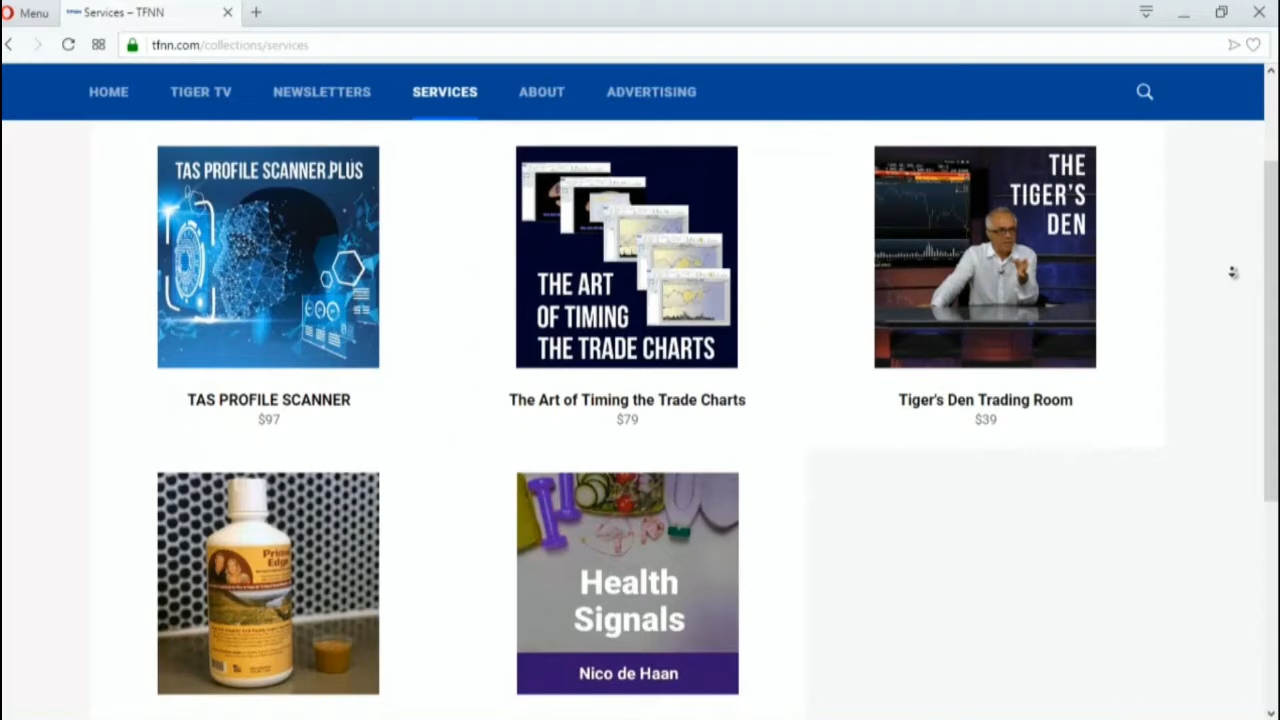 Menu
Services – TFNN
tfnn.com/collections/services
HOME TIGER TV NEWSLETTERS SERVICES ABOUT ADVERTISING
TAS PROFILE SCANNER PLUS
THE ART
OF TIMING
THE TRADE CHARTS
THE
TIGER'S
DEN
TAS PROFILE SCANNER
$97
The Art of Timing the Trade Charts
$79
Tiger's Den Trading Room
$39
Edge
Health
Signals
Nico de Haan